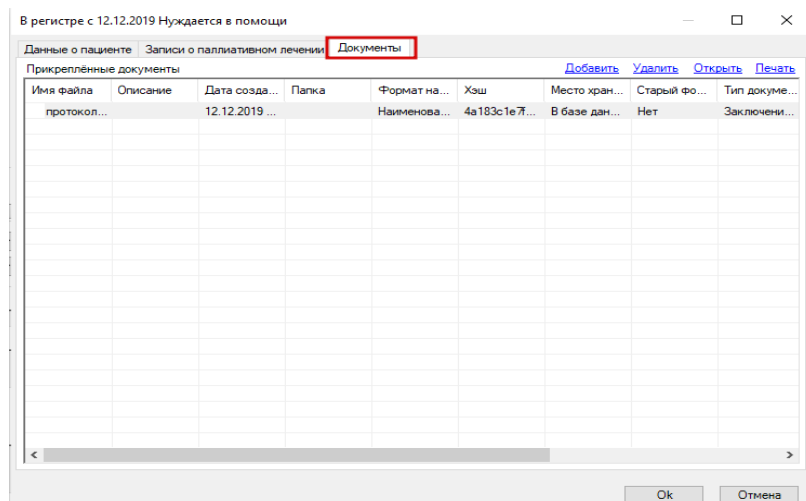 В регистре с 12.12.2019 Нуждается в помощи
Данные о пациенте Записи о паллиативном лечении Документы
Прикреплённые документы Добавить Удалить Открыть Печать
Имя файла Описание Дата созда... Папка Формат на... Хэш Место хран... Старый фо... Тип докуме...
протокол... 12.12.2019 ... Наименова... 4a183c1e7f... В базе дан... Нет Заключени...
Ok Отмена